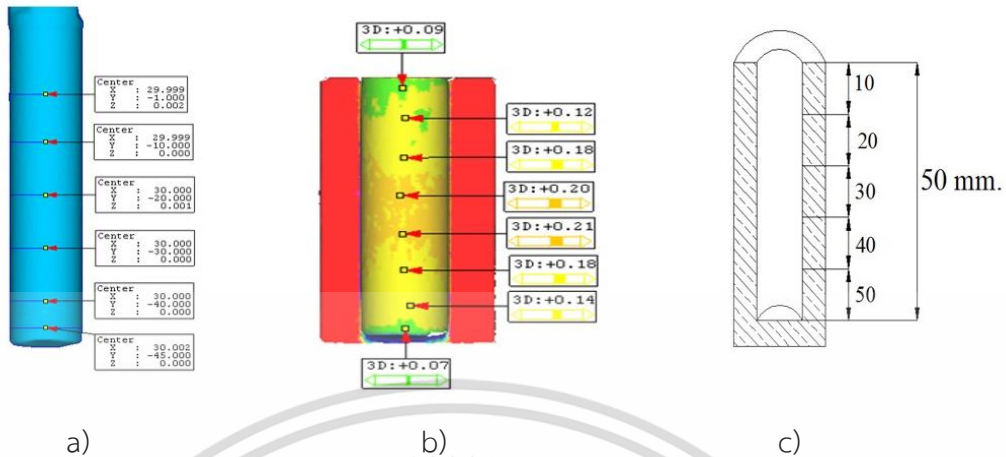 Center
X : 29.999
Y : -1.000
Z : 0.002
Center
X : 29.999
Y : -10.000
Z : 0.000
Center
X : 30.000
Y : -20.000
Z : 0.001
Center
X : 30.000
Y : -30.000
Z : 0.000
Center
X : 30.000
Y : -40.000
Z : 0.000
Center
X : 30.002
Y : -45.000
Z : 0.000
a)
3D:+0.09
3D:+0.12
3D:+0.18
3D:+0.20
3D:+0.21
3D:+0.18
3D:+0.14
3D:+0.07
b)
10
20
30
40
50
50 mm.
c)